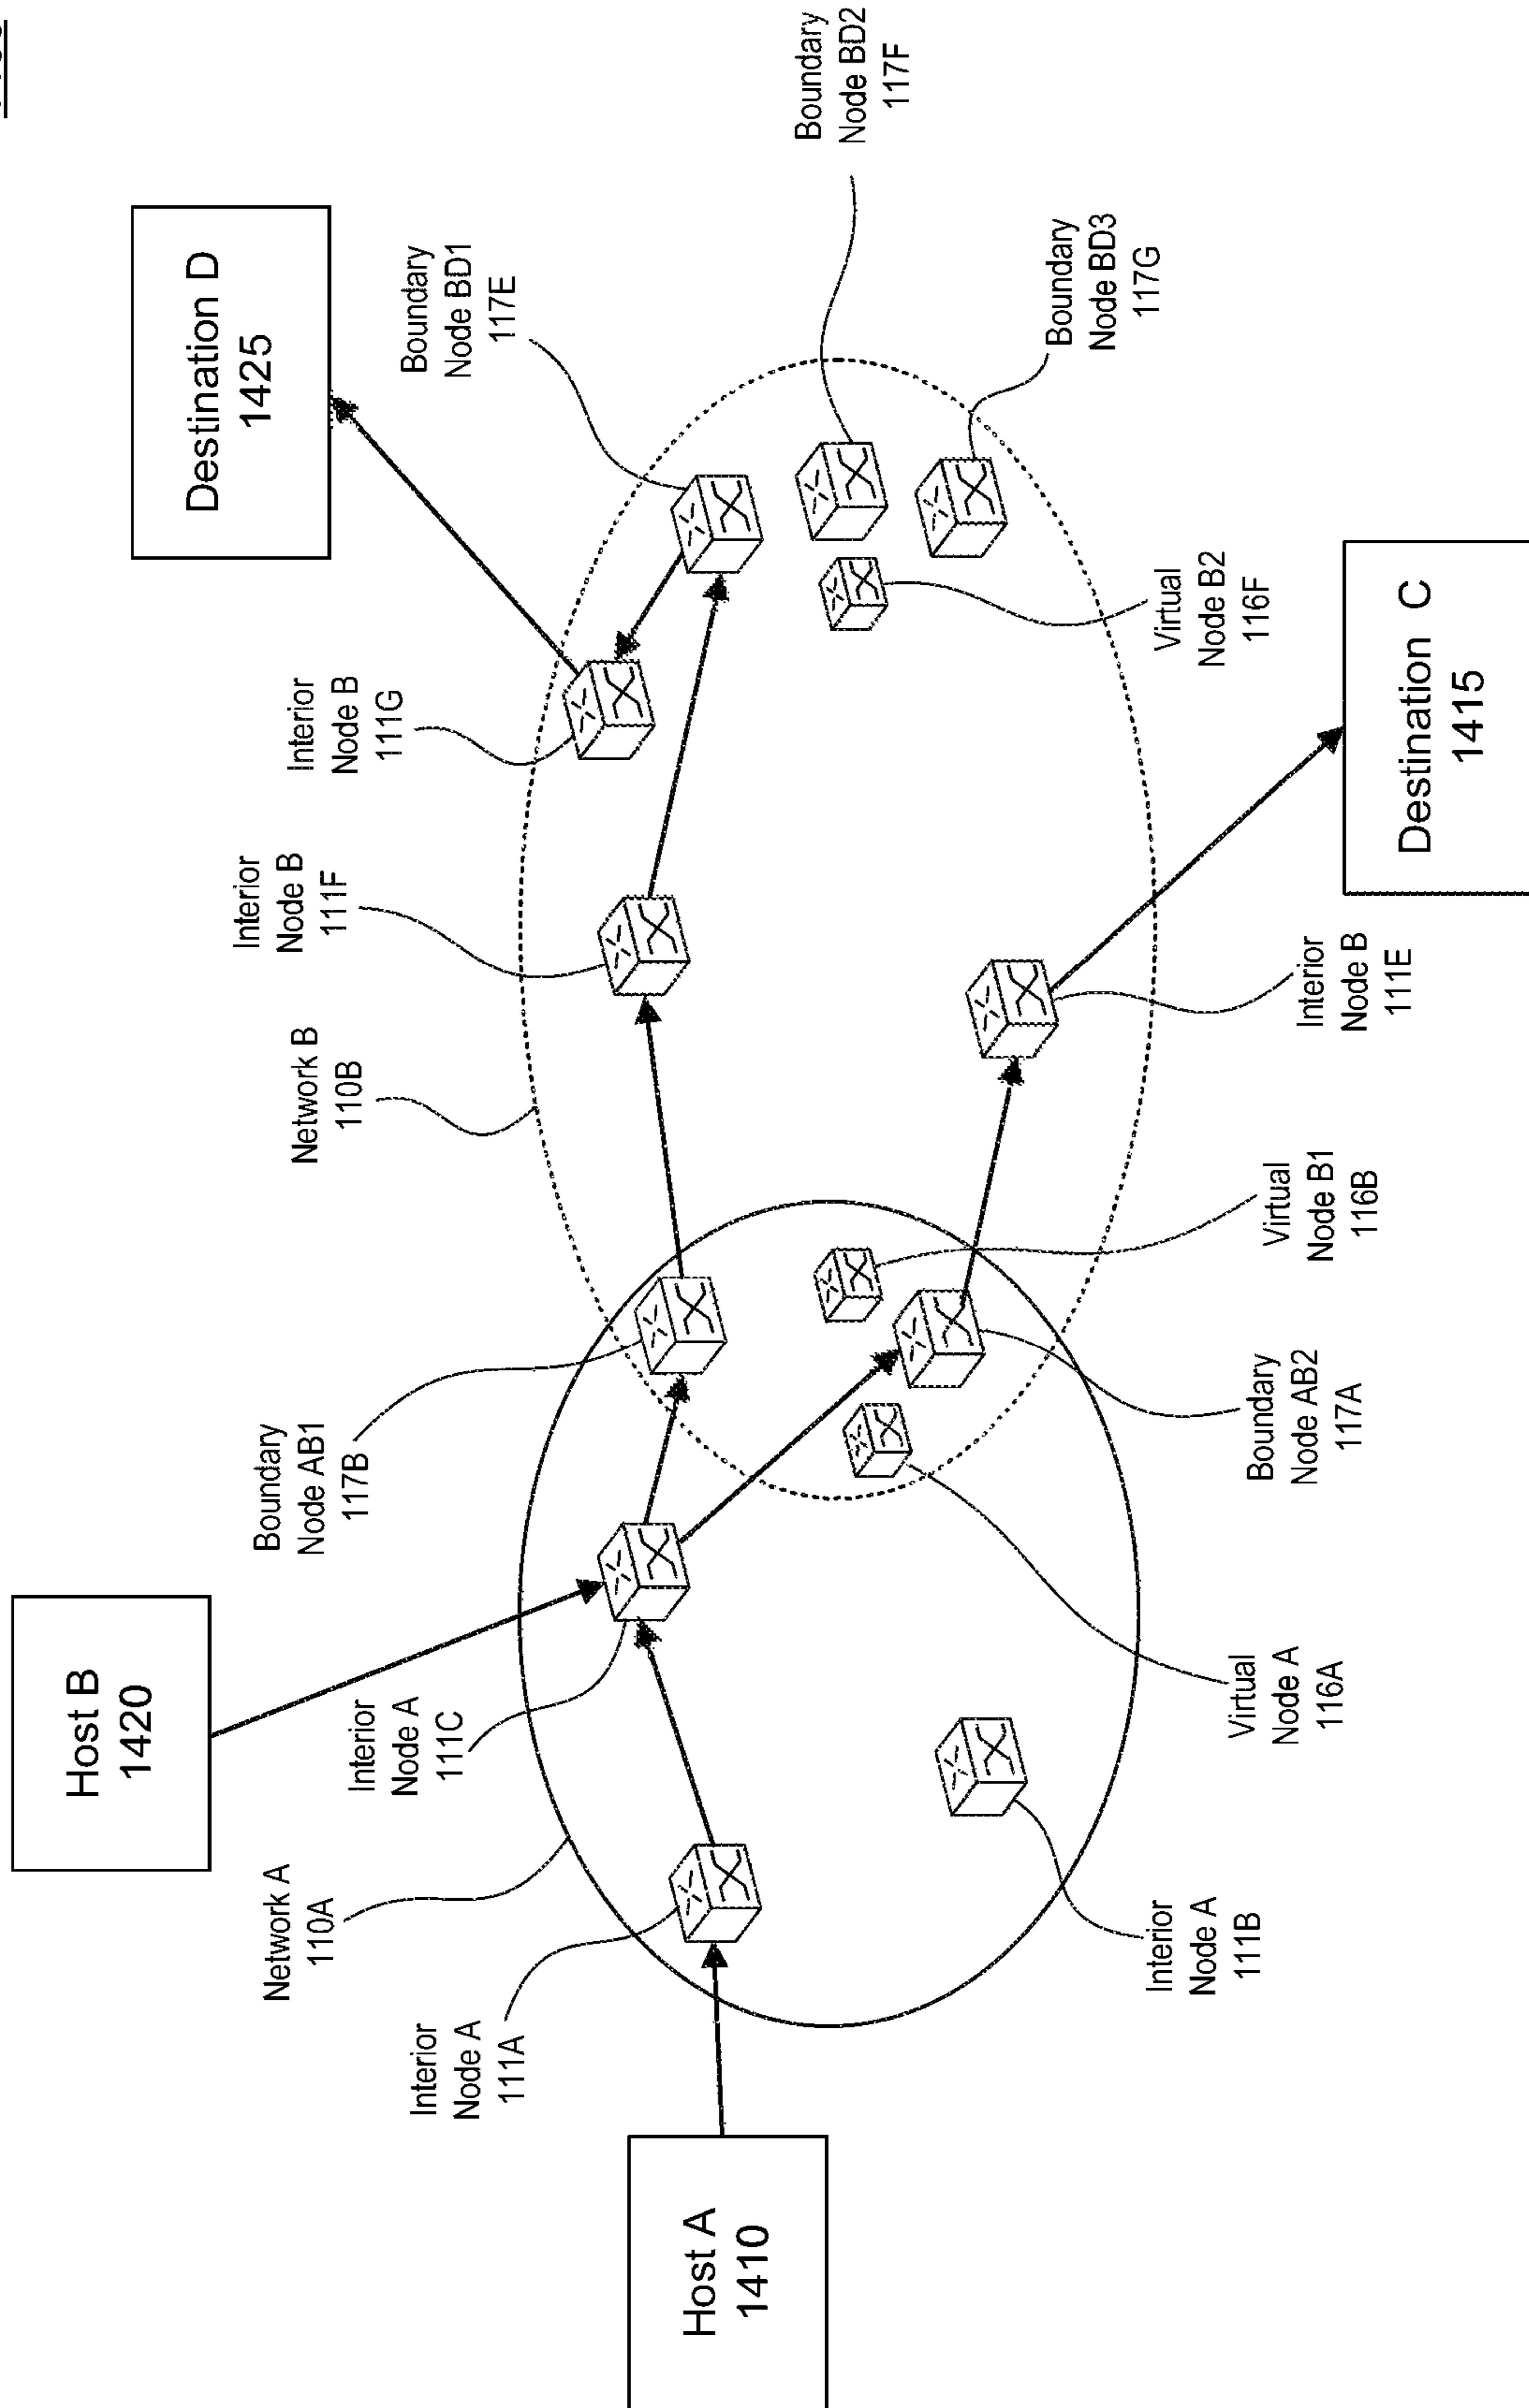 Host B
1420
Destination D
1425
Network A
110A
Interior
Node A
111A
Interior
Node A
111C
Boundary
Node AB1
117B
Network B
110B
Interior
Node B
111F
Interior
Node B
111G
Boundary
Node BD1
117E
Boundary
Node BD2
117F
Boundary
Node BD3
117G
Host A
1410
Interior
Node A
111B
Virtual
Node A
116A
Boundary
Node AB2
117A
Virtual
Node B1
116B
Interior
Node B
111E
Virtual
Node B2
116F
Destination C
1415